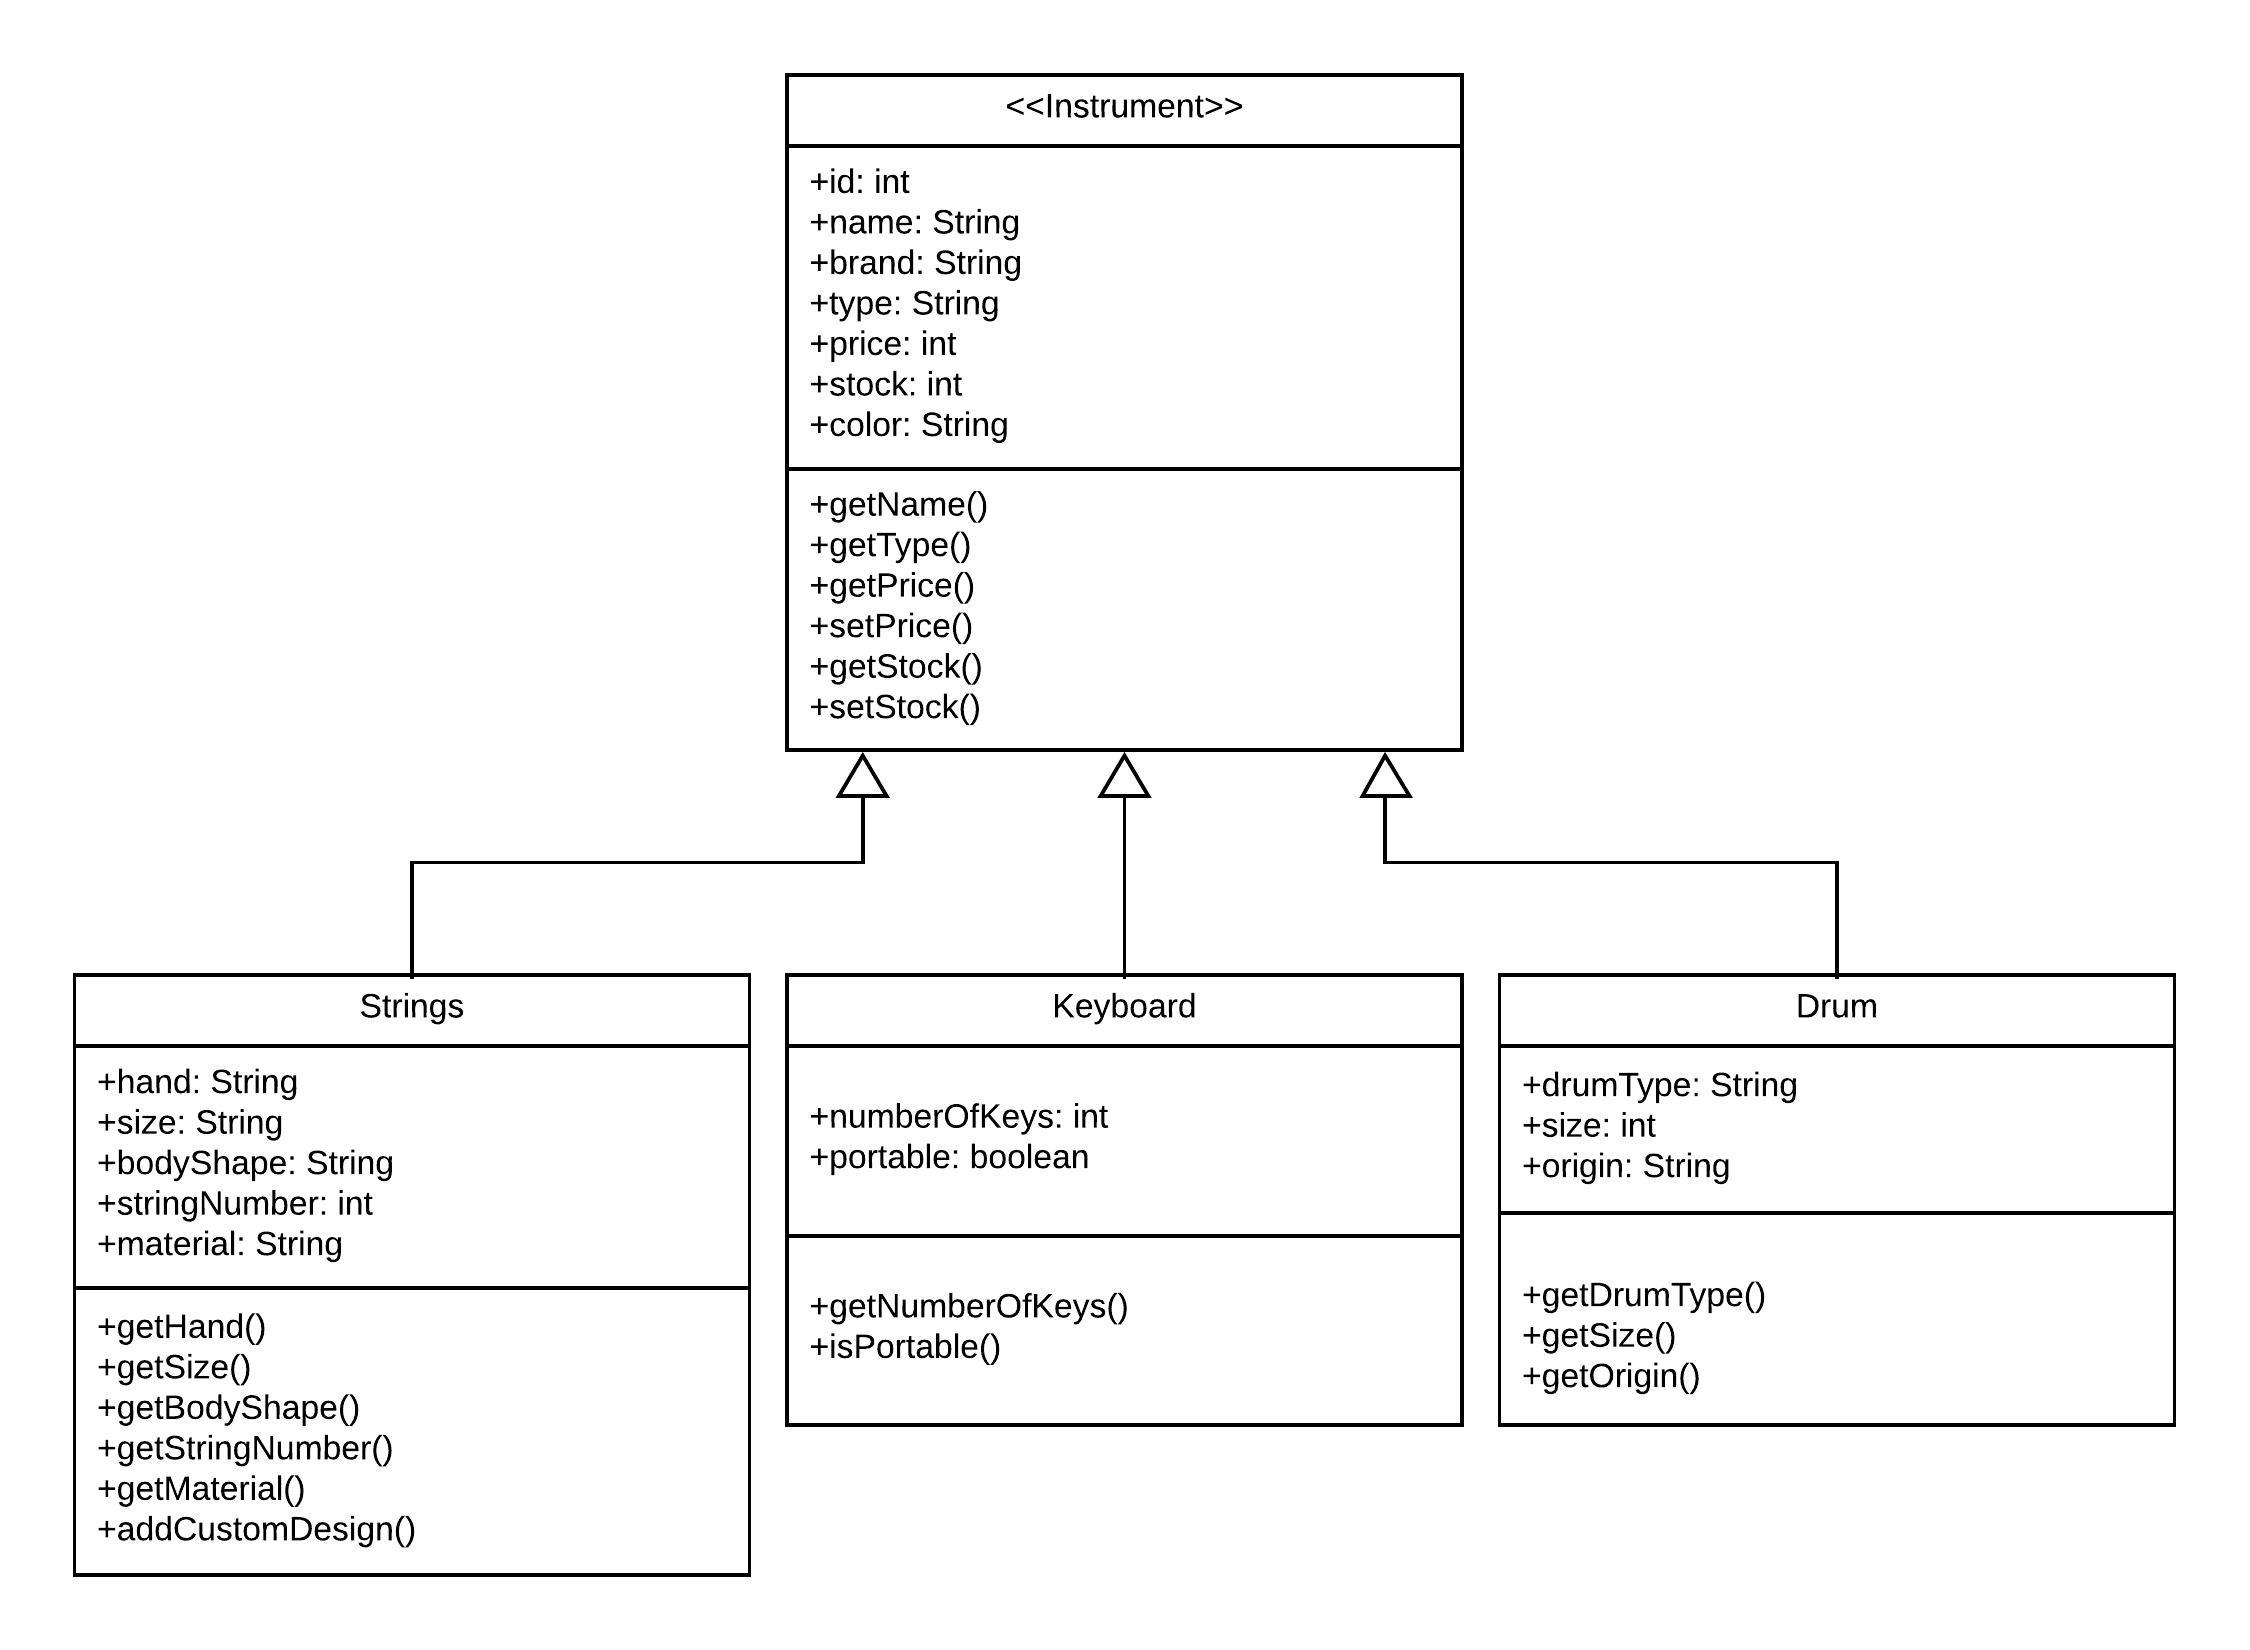 <<Instrument>>
+id: int
+name: String
+brand: String
+type: String
+price: int
+stock: int
+color: String
+getName()
+getType()
+getPrice()
+setPrice()
+getStock()
+setStock()
Strings
+hand: String
+size: String
+bodyShape: String
+stringNumber: int
+material: String
+getHand()
+getSize()
+getBodyShape()
+getStringNumber()
+getMaterial()
+addCustomDesign()
Keyboard
+numberOfKeys: int
+portable: boolean
+getNumberOfKeys()
+isPortable()
Drum
+drumType: String
+size: int
+origin: String
+getDrumType()
+getSize()
+getOrigin()